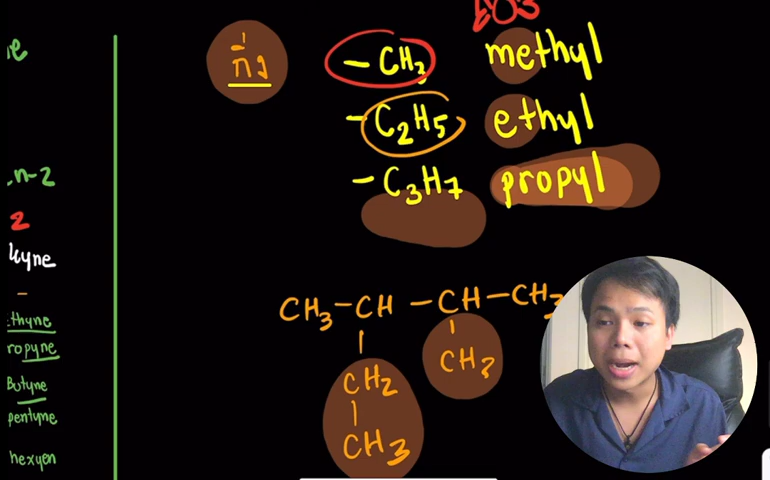 กิ่ง
-CH3 methyl
-C2H5 ethyl
-C3H7 propyl
n-2
2
kyne
thyne
ropyne
Butyne
pentyne
hexyen
CH3-CH-CH-CH3
CH2 CH3
CH3